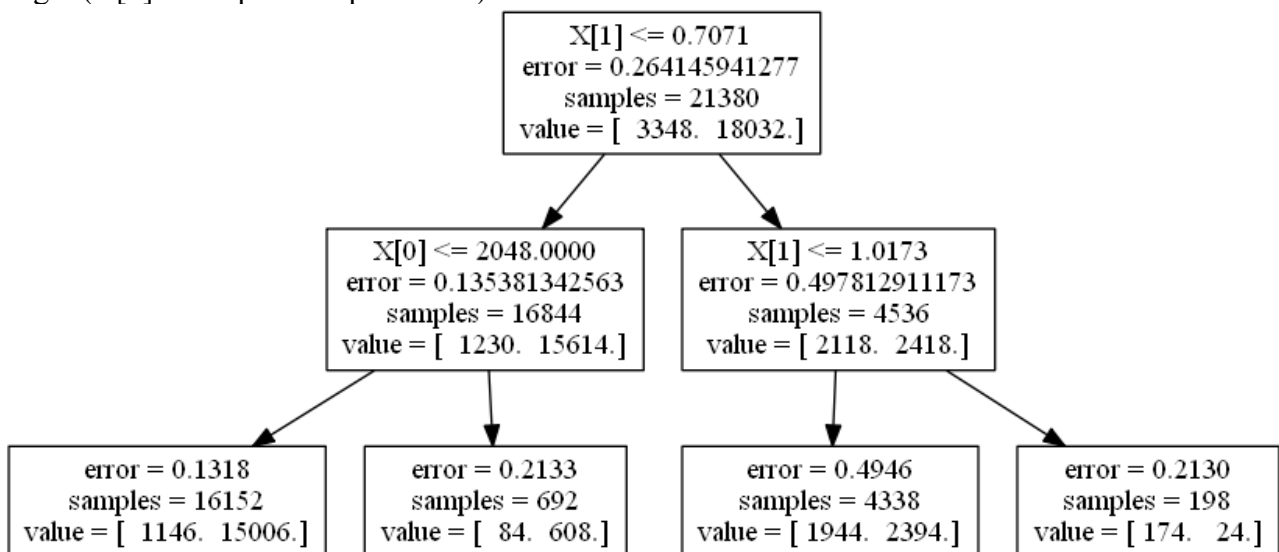 X[1] <= 0.7071
error = 0.264145941277
samples = 21380
value = [ 3348. 18032.]
X[0] <= 2048.0000
error = 0.135381342563
samples = 16844
value = [ 1230. 15614.]
X[1] <= 1.0173
error = 0.497812911173
samples = 4536
value = [ 2118. 2418.]
error = 0.1318
samples = 16152
value = [ 1146. 15006.]
error = 0.2133
samples = 692
value = [ 84. 608.]
error = 0.4946
samples = 4338
value = [ 1944. 2394.]
error = 0.2130
samples = 198
value = [ 174. 24.]